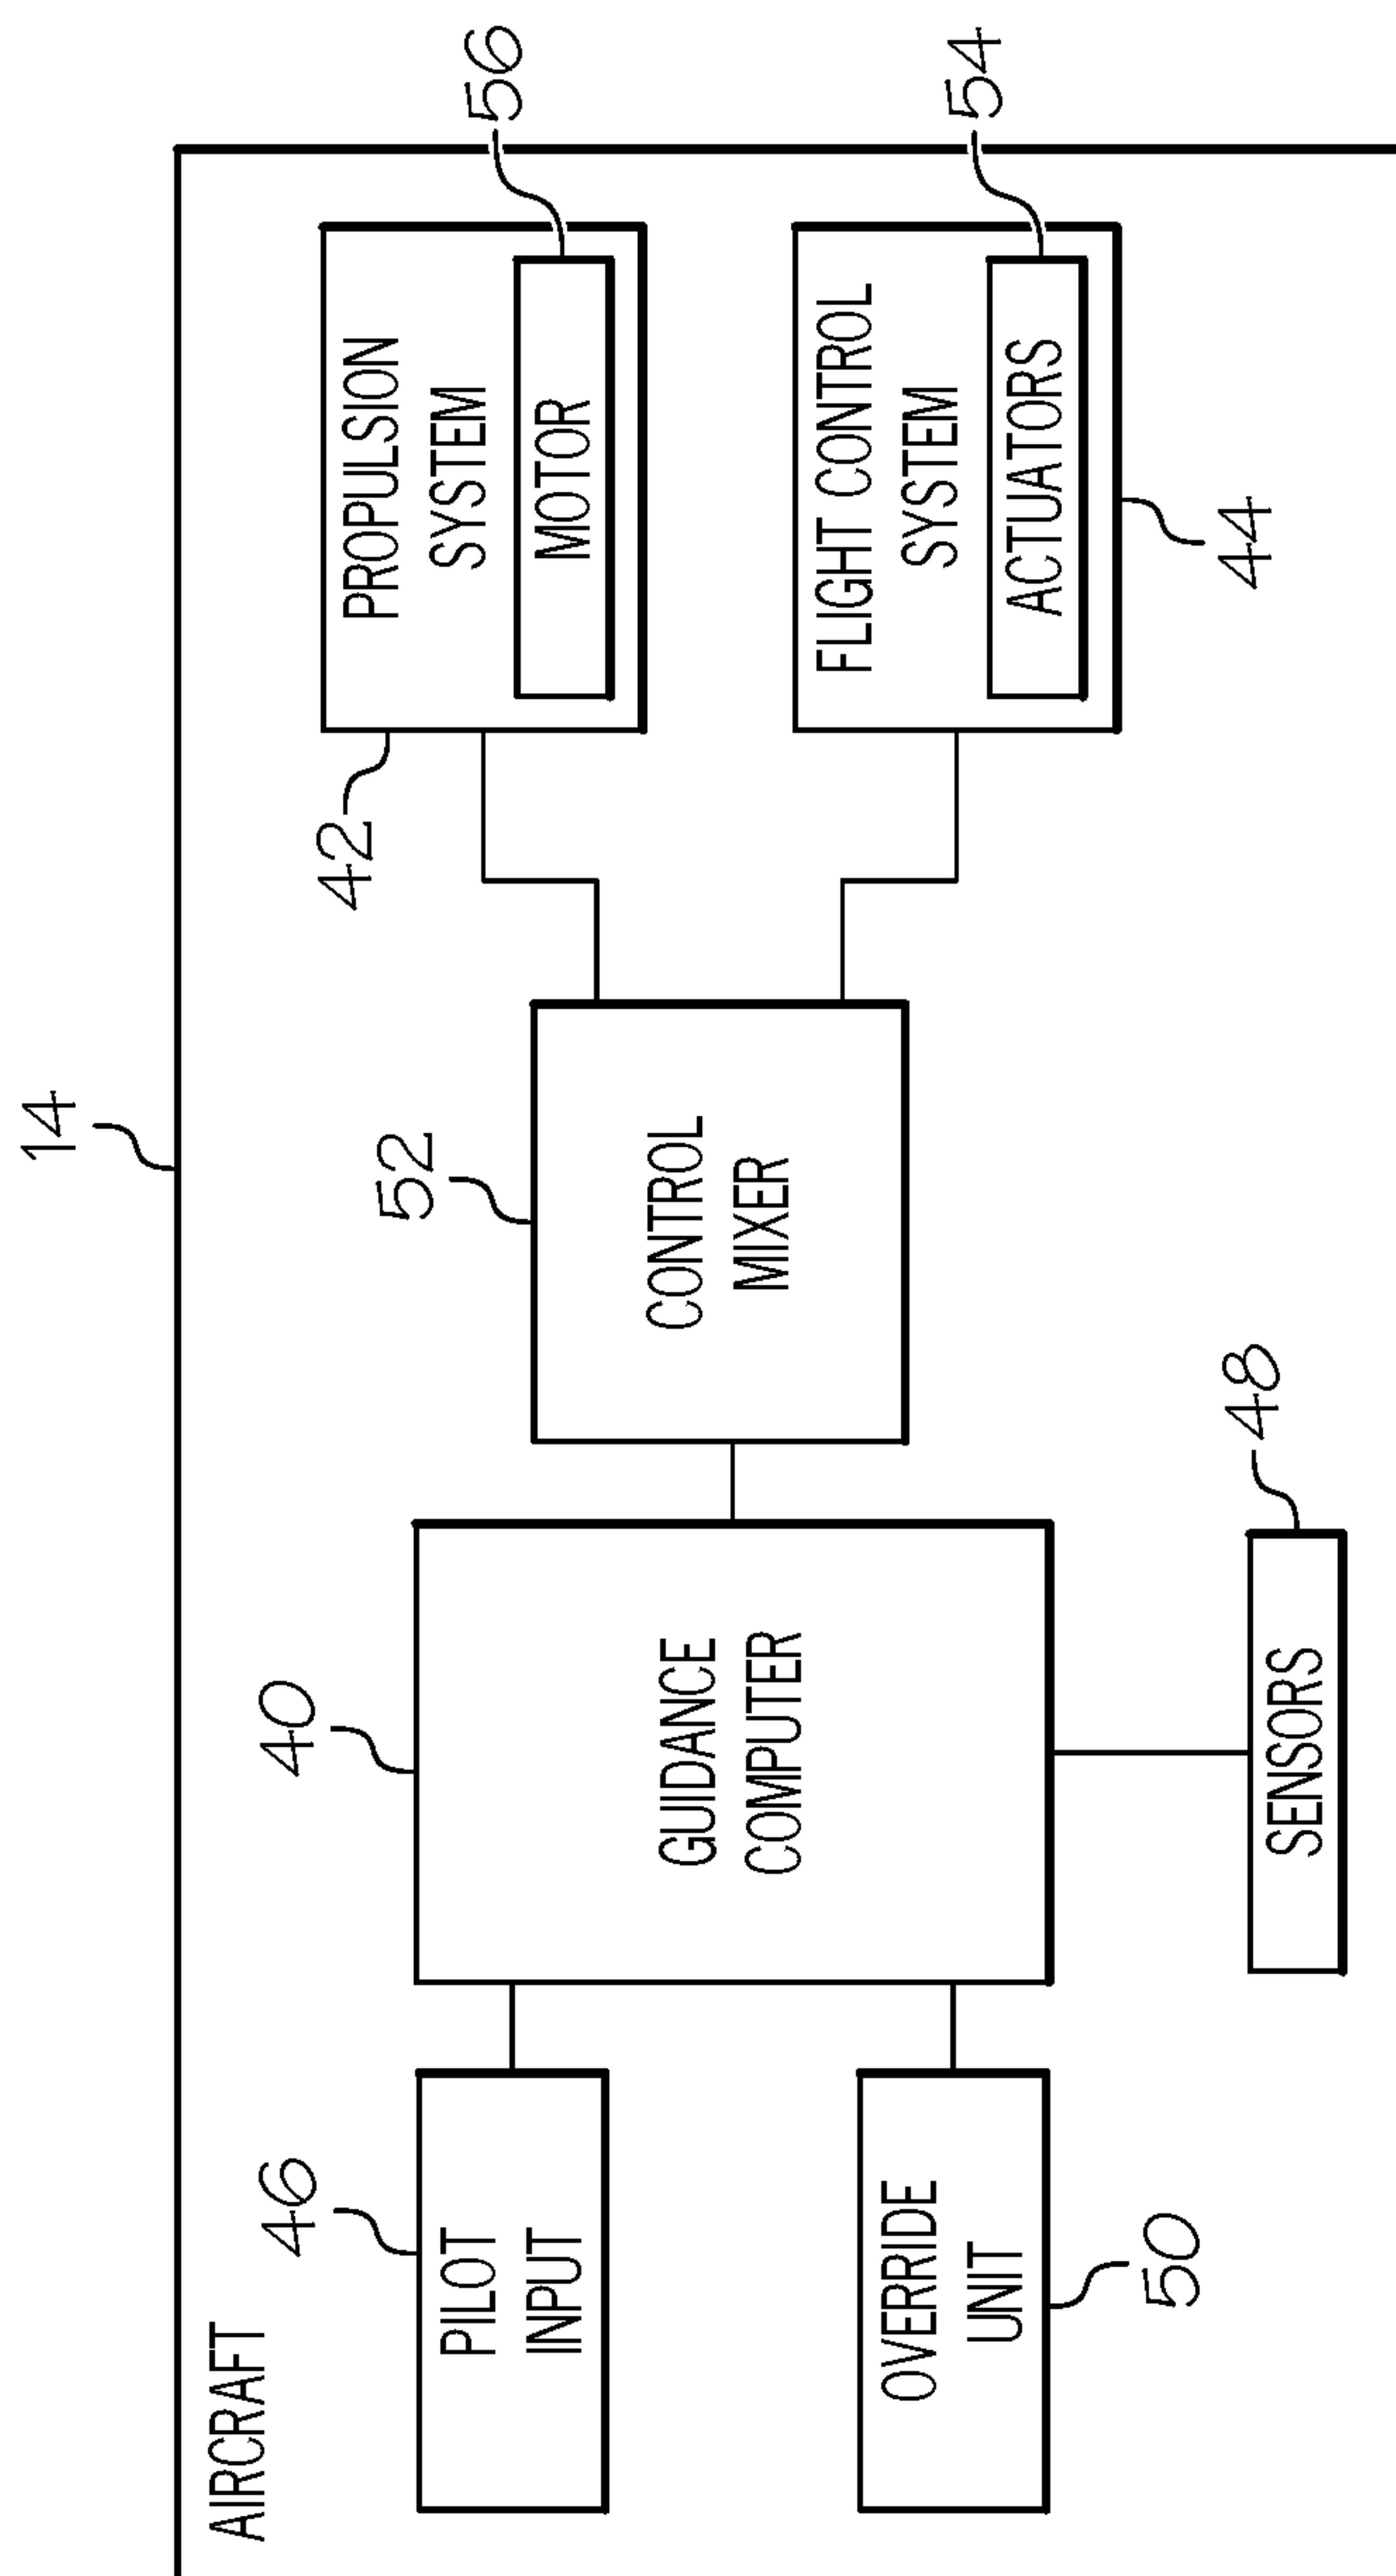 14
AIRCRAFT
46
PILOT
INPUT
40
GUIDANCE
COMPUTER
52
CONTROL
MIXER
42
PROPULSION
SYSTEM
MOTOR
56
FLIGHT CONTROL
SYSTEM
ACTUATORS
54
44
OVERRIDE
UNIT
50
SENSORS
48